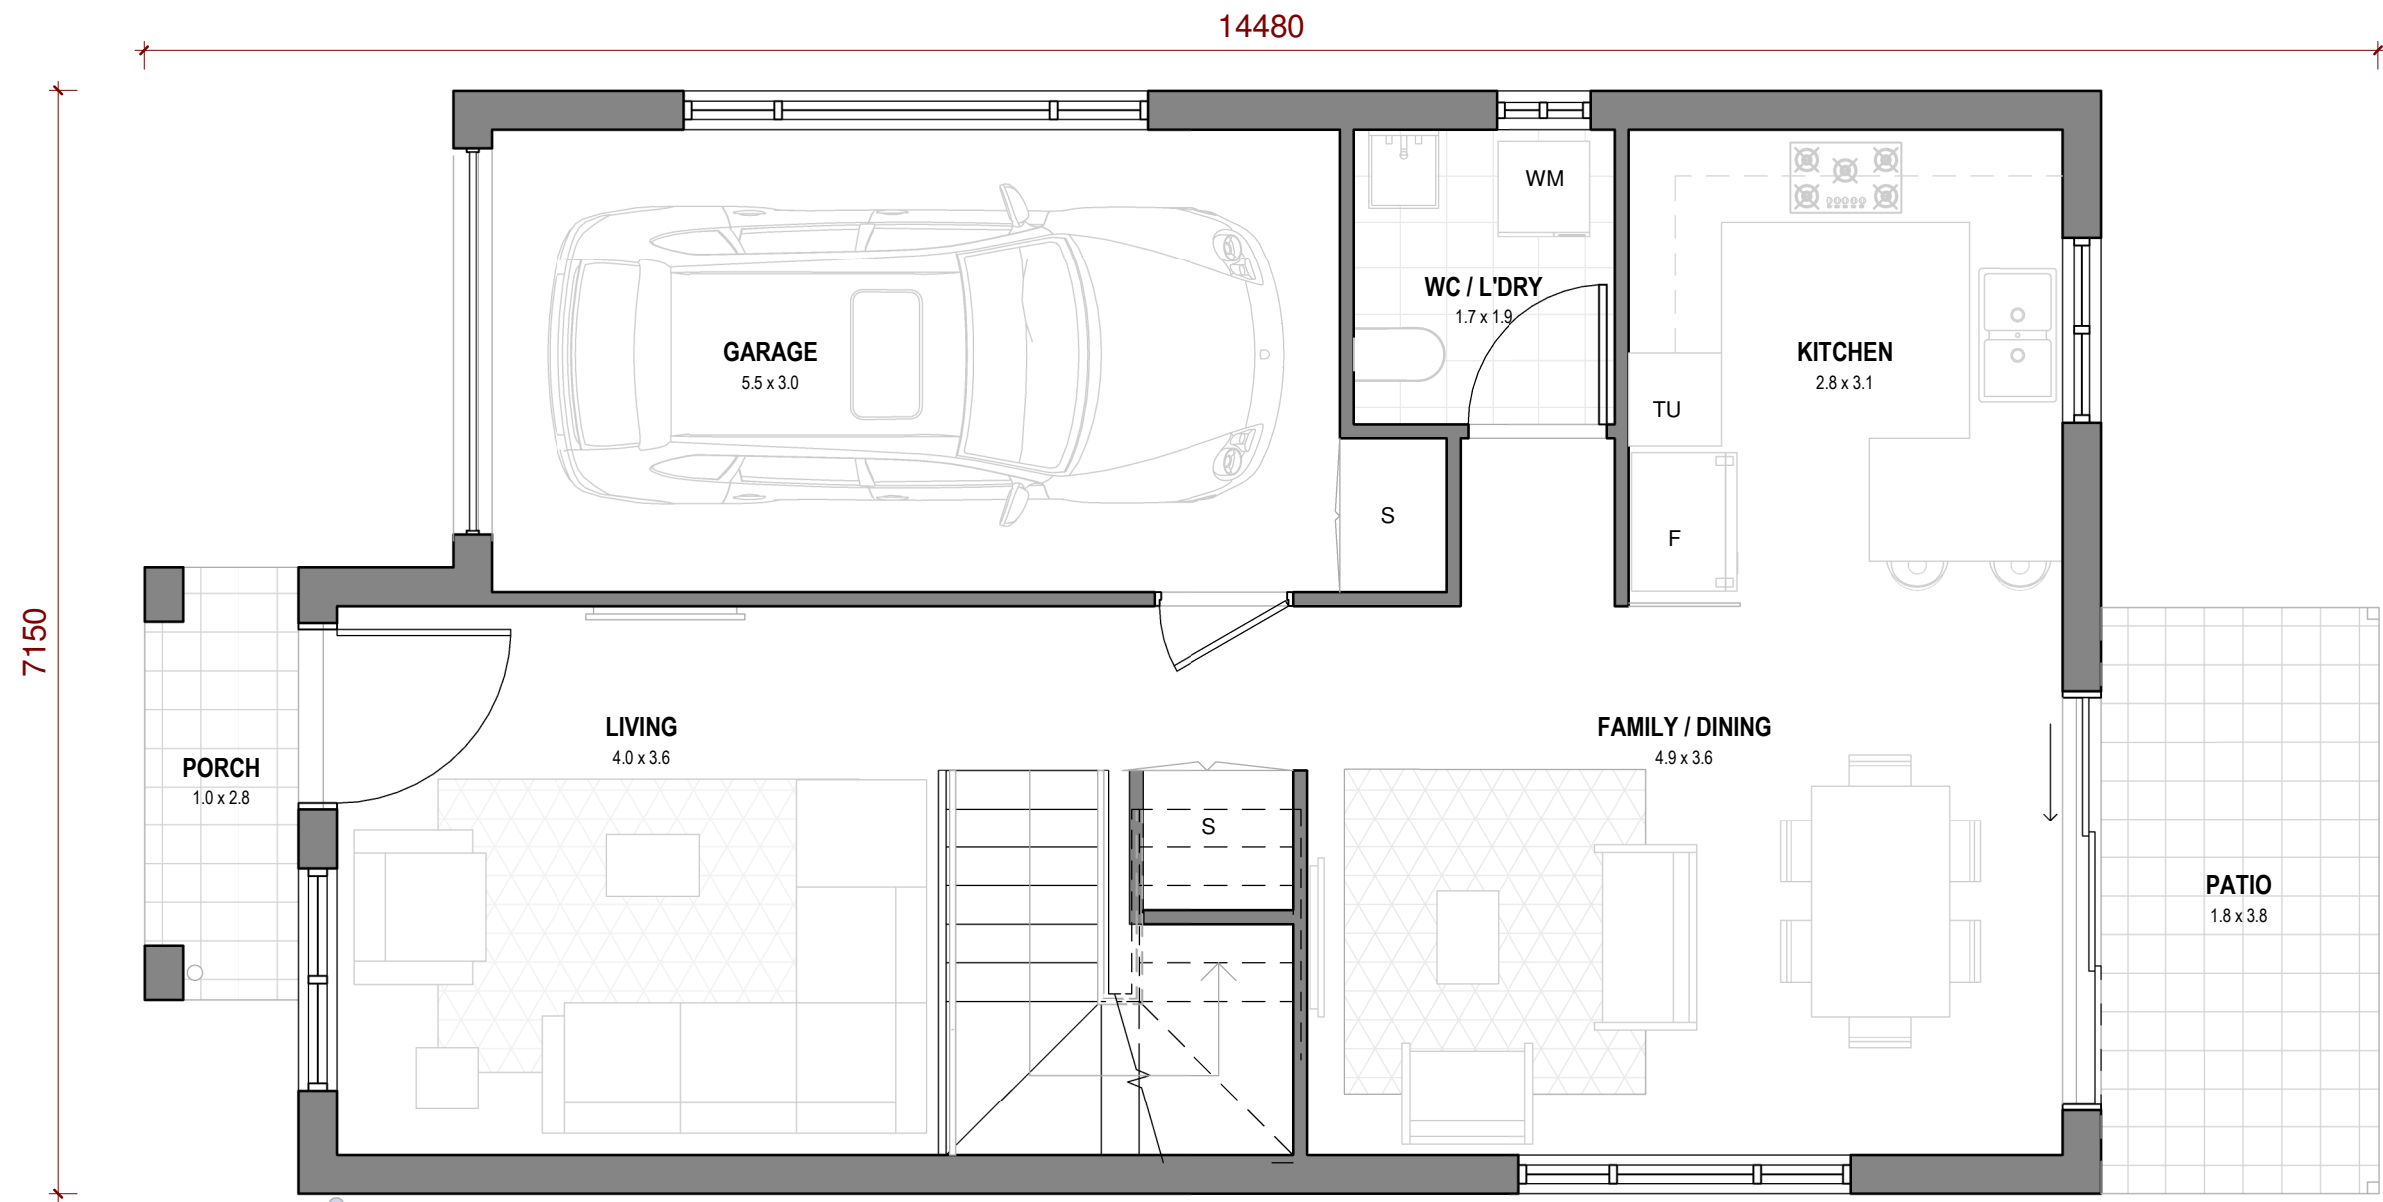 14480
7150
WM
WC / L'DRY
1.7 x 1.9
GARAGE
5.5 x 3.0
KITCHEN
2.8 x 3.1
TU
S
F
LIVING
4.0 x 3.6
FAMILY / DINING
4.9 x 3.6
PORCH
1.0 x 2.8
S
PATIO
1.8 x 3.8